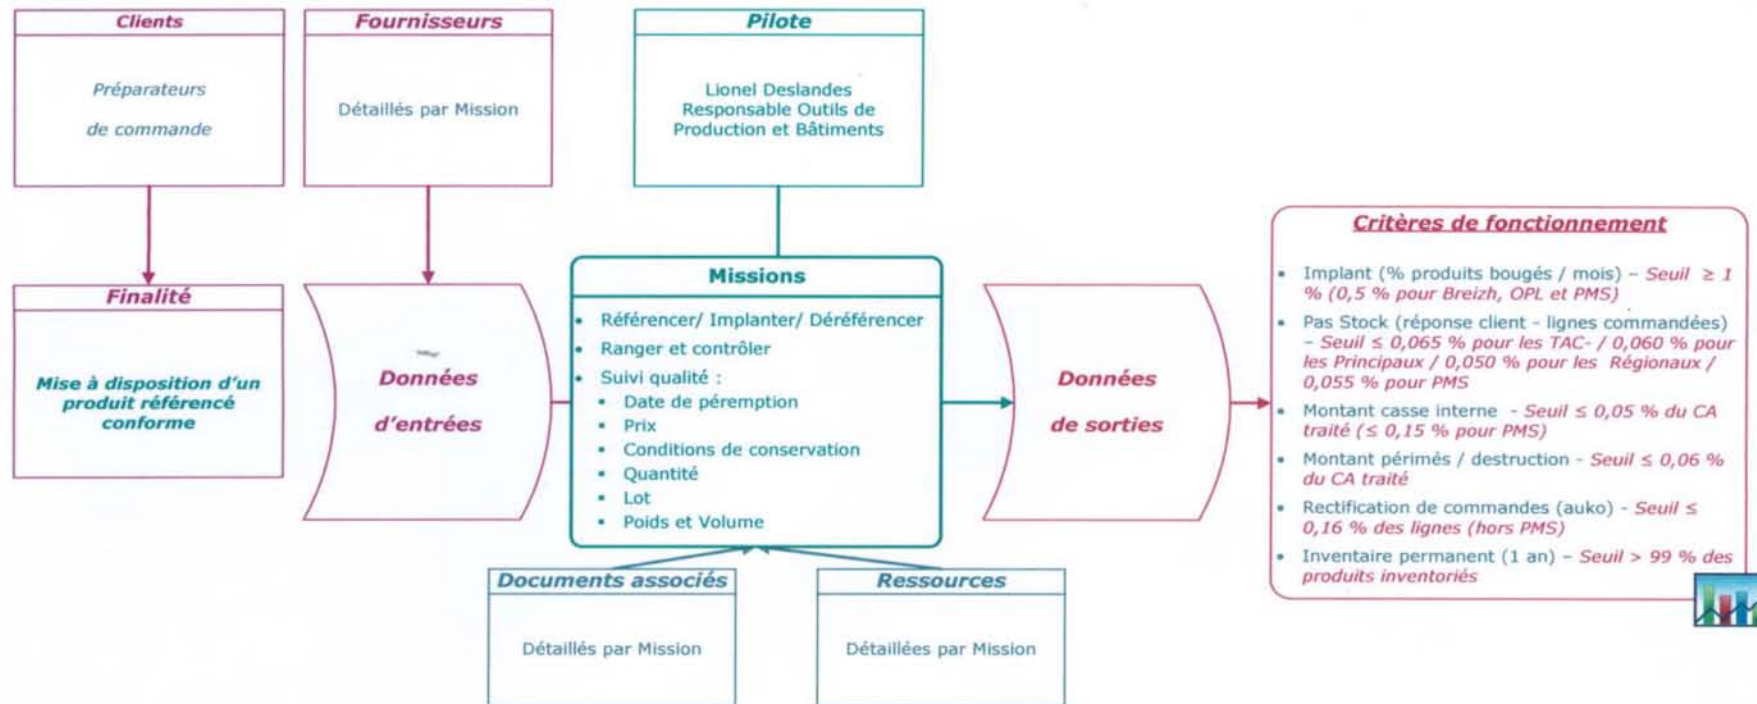 Clients
Préparateurs
de commande
Fournisseurs
Détaillés par Mission
Pilote
Lionel Deslandes
Responsable Outils de
Production et Bâtiments
Finalité
Mise à disposition d'un
produit référencé
conforme
Données
d'entrées
Missions
• Référencer/ Implanter/ Déréférencer
• Ranger et contrôler
• Suivi qualité :
▪ Date de péremption
▪ Prix
▪ Conditions de conservation
▪ Quantité
▪ Lot
▪ Poids et Volume
Données
de sorties
Critères de fonctionnement
• Implant (% produits bougés / mois) – Seuil ≥ 1
% (0,5 % pour Breizh, OPL et PMS)
• Pas Stock (réponse client - lignes commandées)
– Seuil ≤ 0,065 % pour les TAC- / 0,060 % pour
les Principaux / 0,050 % pour les Régionaux /
0,055 % pour PMS
• Montant casse interne - Seuil ≤ 0,05 % du CA
traité (≤ 0,15 % pour PMS)
• Montant périmés / destruction - Seuil ≤ 0,06 %
du CA traité
• Rectification de commandes (auko) - Seuil ≤
0,16 % des lignes (hors PMS)
• Inventaire permanent (1 an) – Seuil > 99 % des
produits inventoriés
Documents associés
Détaillés par Mission
Ressources
Détaillées par Mission